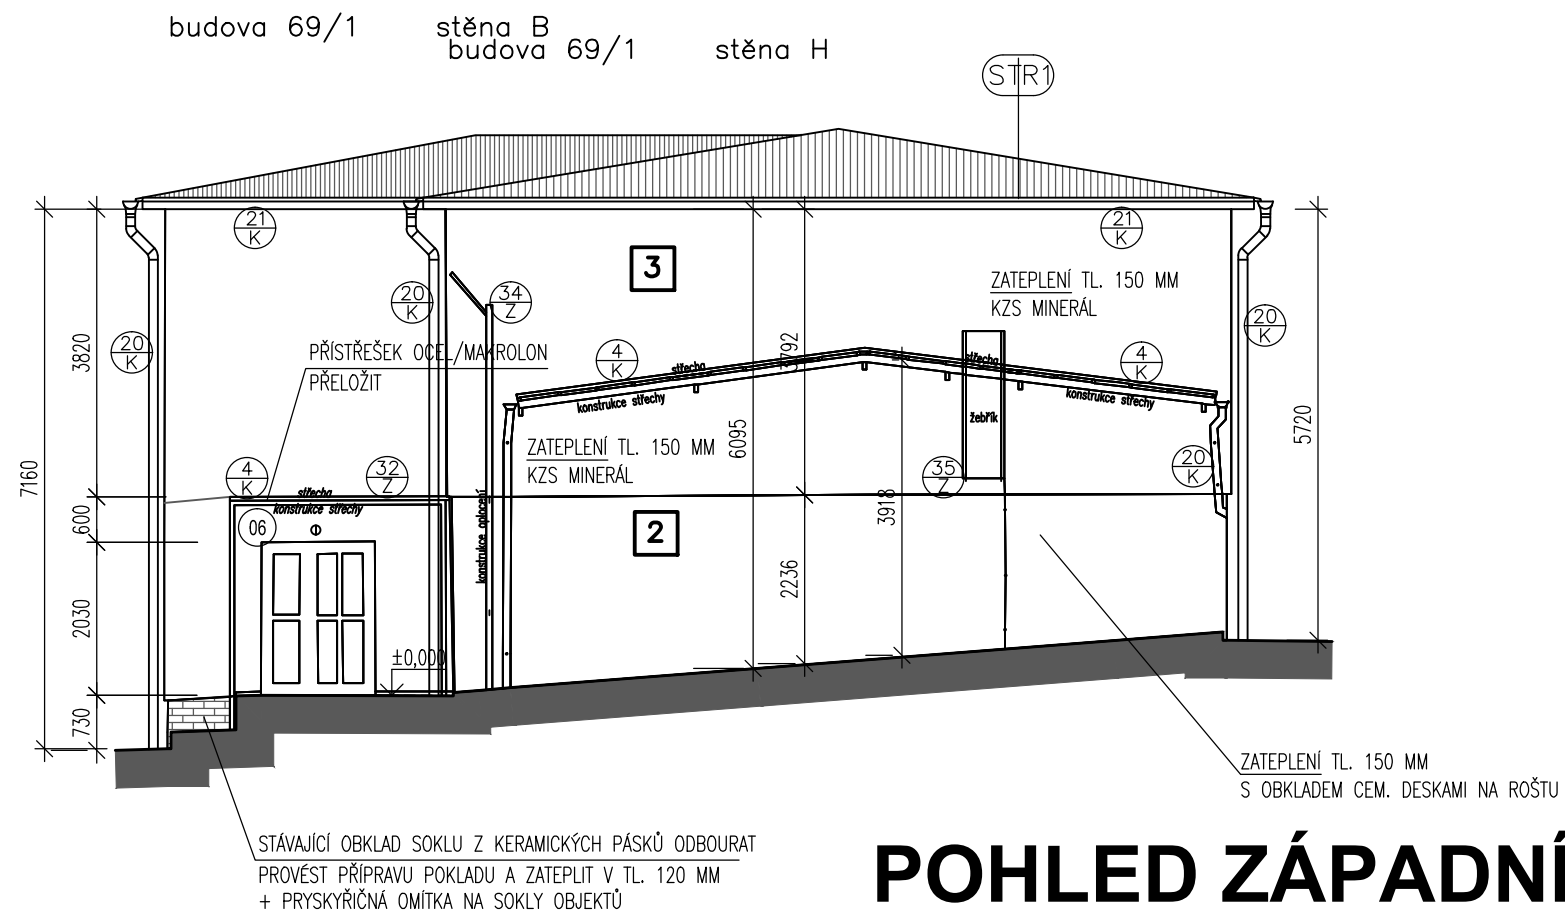 budova 69/1 stěna B
budova 69/1 stěna H
STR1
21
K
21
K
3
ZATEPLENÍ TL. 150 MM
KZS MINERÁL
20
K
34
Z
20
K
20
K
3820
PŘÍSTŘEŠEK OCEL/MAKROLON
PŘELOŽIT
4
K
střecha
3792
střecha
4
K
konstrukce střechy
konstrukce střechy
žebřík
ZATEPLENÍ TL. 150 MM
KZS MINERÁL
6095
5720
7160
4
K
32
Z
35
Z
20
K
střecha
konstrukce střechy
konstrukce oplocení
600
06
2
3918
2236
2030
±0,000
730
ZATEPLENÍ TL. 150 MM
S OBKLADEM CEM. DESKAMI NA ROŠTU
STÁVAJÍCÍ OBKLAD SOKLU Z KERAMICKÝCH PÁSKŮ ODBOURAT
PROVÉST PŘÍPRAVU POKLADU A ZATEPLIT V TL. 120 MM
+ PRYSKYŘIČNÁ OMÍTKA NA SOKLY OBJEKTŮ
POHLED ZÁPADNÍ